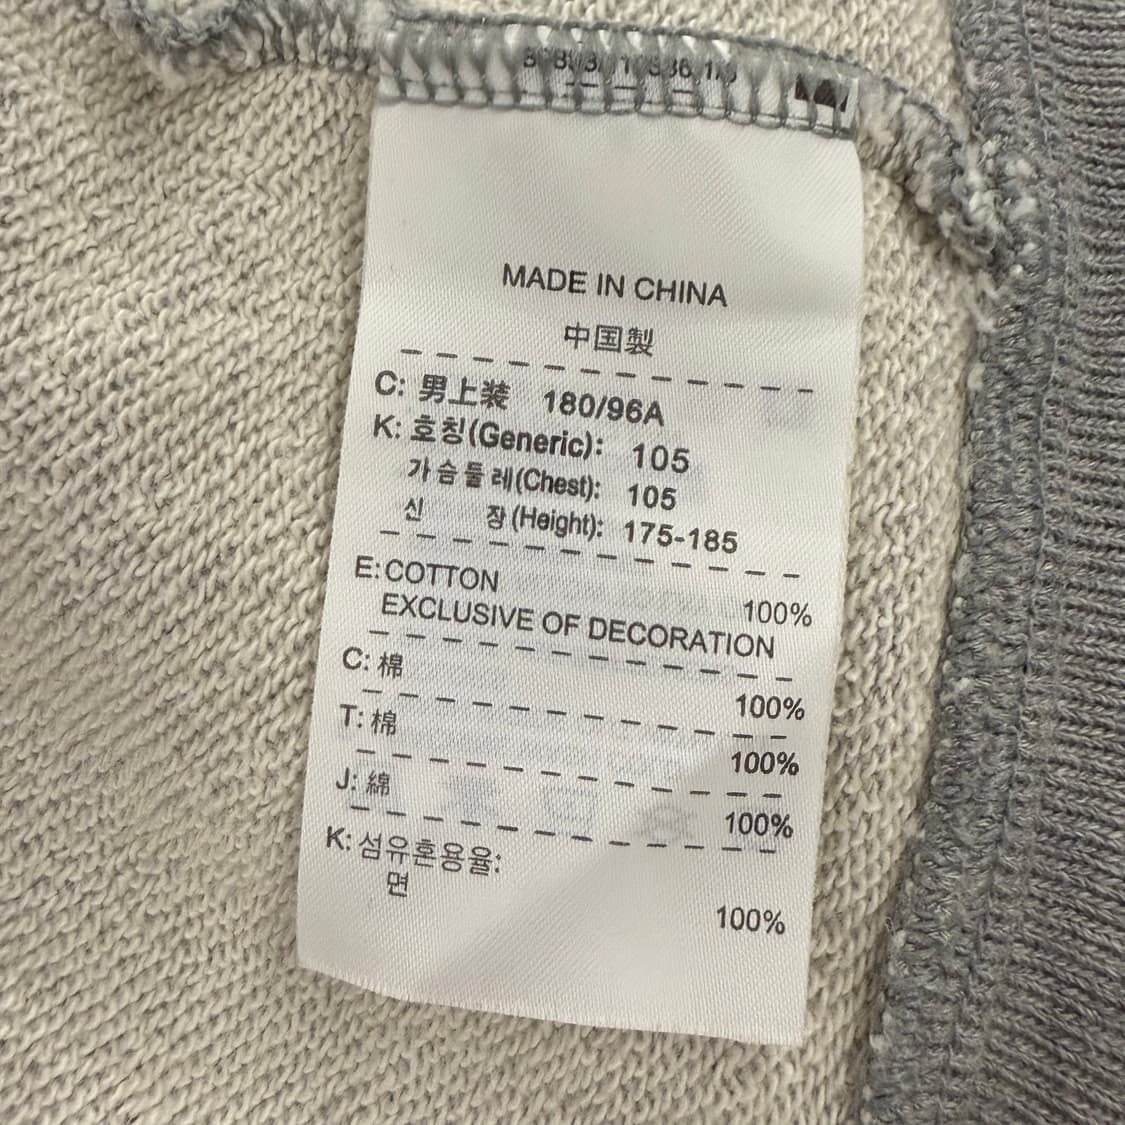 MADE IN CHINA
中国製
C: 男上装 180/96A
K: 호칭(Generic): 105
가슴둘레(Chest): 105
신 장(Height): 175-185
E: COTTON 100%
EXCLUSIVE OF DECORATION
C: 棉 100%
T: 棉 100%
J: 綿 100%
K: 섬유혼용율:
면 100%